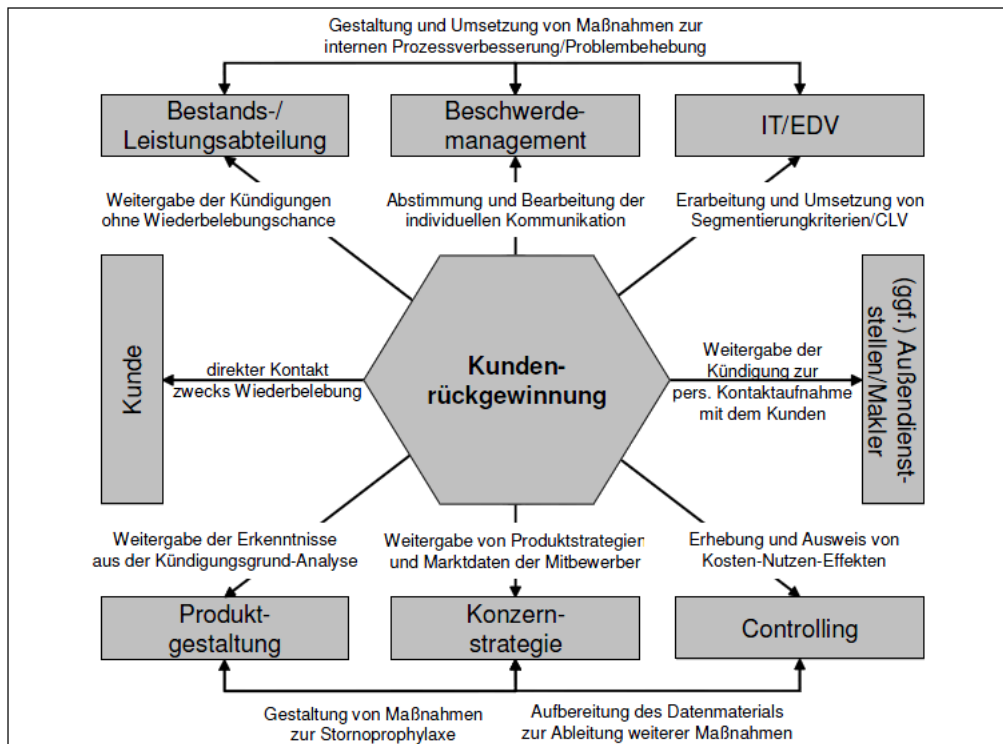 Gestaltung und Umsetzung von Maßnahmen zur
internen Prozessverbesserung/Problembehebung
Bestands-/
Leistungsabteilung
Beschwerde-
management
IT/EDV
Weitergabe der Kündigungen
ohne Wiederbelebungschance
Abstimmung und Bearbeitung der
individuellen Kommunikation
Erarbeitung und Umsetzung von
Segmentierungkriterien/CLV
Kunde
direkter Kontakt
zwecks Wiederbelebung
Kunden-
rückgewinnung
Weitergabe der
Kündigung zur
pers. Kontaktaufnahme
mit dem Kunden
(ggf.) Außendienst-
stellen/Makler
Weitergabe der Erkenntnisse
aus der Kündigungsgrund-Analyse
Weitergabe von Produktstrategien
und Marktdaten der Mitbewerber
Erhebung und Ausweis von
Kosten-Nutzen-Effekten
Produkt-
gestaltung
Konzern-
strategie
Controlling
Gestaltung von Maßnahmen
zur Stornoprophylaxe
Aufbereitung des Datenmaterials
zur Ableitung weiterer Maßnahmen